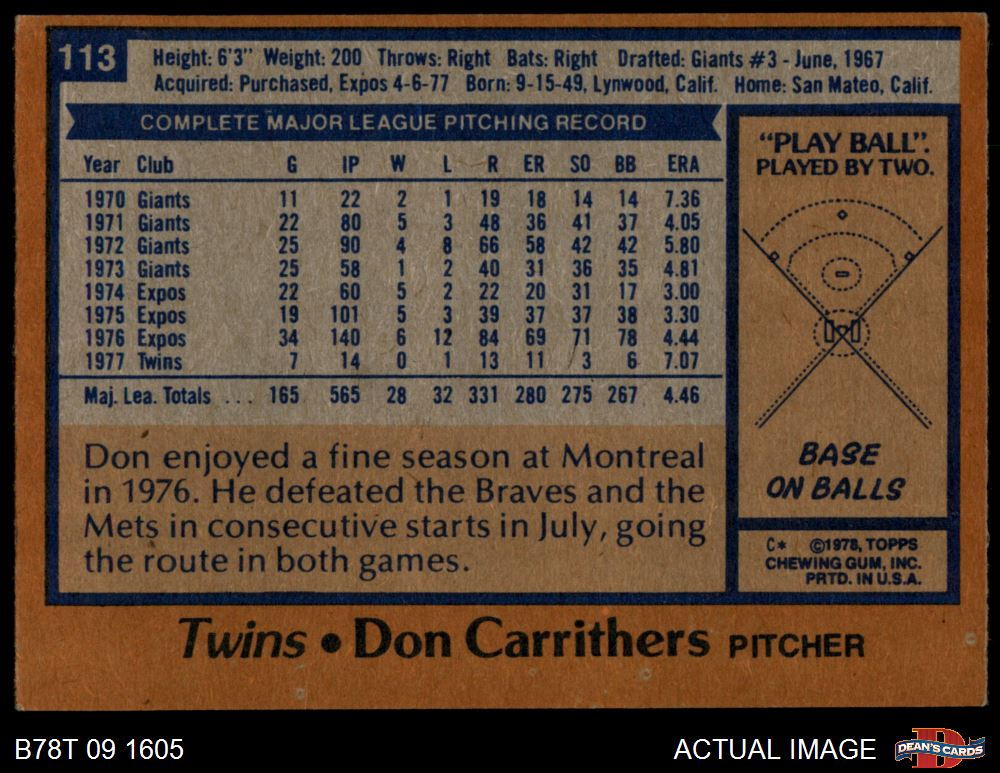 113
Height: 6'3" Weight: 200 Throws: Right Bats: Right Drafted: Giants #3 - June, 1967
Acquired: Purchased, Expos 4-6-77 Born: 9-15-49, Lynwood, Calif. Home: San Mateo, Calif.
COMPLETE MAJOR LEAGUE PITCHING RECORD
Year Club G IP W L R ER SO BB ERA
1970 Giants 11 22 2 1 19 18 14 14 7.36
1971 Giants 22 80 5 3 48 36 41 37 4.05
1972 Giants 25 90 4 8 66 58 42 42 5.80
1973 Giants 25 58 1 2 40 31 36 35 4.81
1974 Expos 22 60 5 2 22 20 31 17 3.00
1975 Expos 19 101 5 3 39 37 37 38 3.30
1976 Expos 34 140 6 12 84 69 71 78 4.44
1977 Twins 7 14 0 1 13 11 3 6 7.07
Maj. Lea. Totals ... 165 565 28 32 331 280 275 267 4.46
Don enjoyed a fine season at Montreal
in 1976. He defeated the Braves and the
Mets in consecutive starts in July, going
the route in both games.
"PLAY BALL".
PLAYED BY TWO.
BASE
ON BALLS
C* ©1978, TOPPS
CHEWING GUM, INC.
PRTD. IN U.S.A.
Twins • Don Carrithers PITCHER
B78T 09 1605
ACTUAL IMAGE
D
DEAN'S CARDS